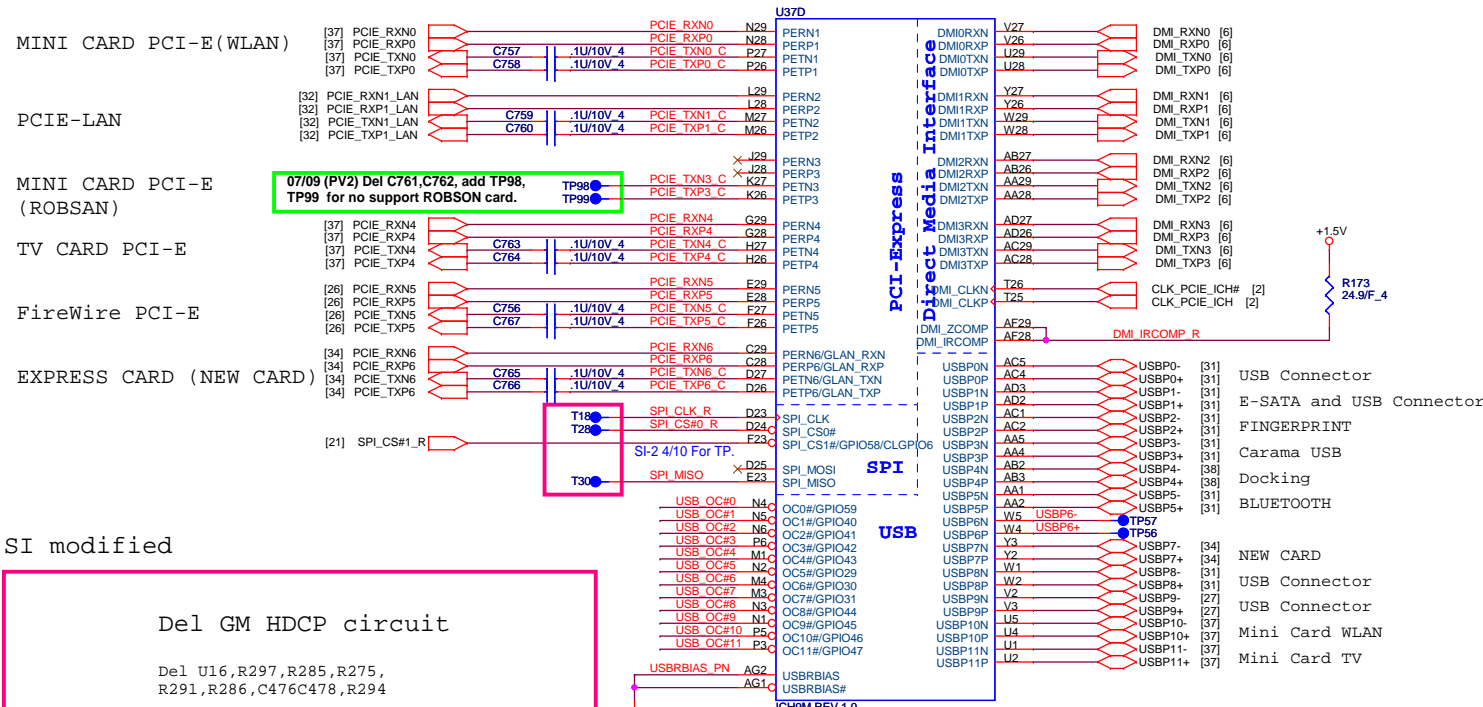 U37D
MINI CARD PCI-E(WLAN)
[37] PCIE_RXN0 PCIE_RXN0 N29 PERN1
[37] PCIE_RXP0 PCIE_RXP0 N28 PERP1
[37] PCIE_TXN0 C757 .1U/10V_4 PCIE_TXN0_C P27 PETN1
[37] PCIE_TXP0 C758 .1U/10V_4 PCIE_TXP0_C P26 PETP1
PCIE-LAN
[32] PCIE_RXN1_LAN L29 PERN2
[32] PCIE_RXP1_LAN L28 PERP2
[32] PCIE_TXN1_LAN C759 .1U/10V_4 PCIE_TXN1_C M27 PETN2
[32] PCIE_TXP1_LAN C760 .1U/10V_4 PCIE_TXP1_C M26 PETP2
MINI CARD PCI-E
(ROBSAN)
07/09 (PV2) Del C761,C762, add TP98,
TP99 for no support ROBSON card.
J29 PERN3
J28 PERP3
TP98 PCIE_TXN3_C K27 PETN3
TP99 PCIE_TXP3_C K26 PETP3
TV CARD PCI-E
[37] PCIE_RXN4 PCIE_RXN4 G29 PERN4
[37] PCIE_RXP4 PCIE_RXP4 G28 PERP4
[37] PCIE_TXN4 C763 .1U/10V_4 PCIE_TXN4_C H27 PETN4
[37] PCIE_TXP4 C764 .1U/10V_4 PCIE_TXP4_C H26 PETP4
FireWire PCI-E
[26] PCIE_RXN5 PCIE_RXN5 E29 PERN5
[26] PCIE_RXP5 PCIE_RXP5 E28 PERP5
[26] PCIE_TXN5 C756 .1U/10V_4 PCIE_TXN5_C F27 PETN5
[26] PCIE_TXP5 C767 .1U/10V_4 PCIE_TXP5_C F26 PETP5
EXPRESS CARD (NEW CARD)
[34] PCIE_RXN6 PCIE_RXN6 C29 PERN6/GLAN_RXN
[34] PCIE_RXP6 PCIE_RXP6 C28 PERP6/GLAN_RXP
[34] PCIE_TXN6 C765 .1U/10V_4 PCIE_TXN6_C D27 PETN6/GLAN_TXN
[34] PCIE_TXP6 C766 .1U/10V_4 PCIE_TXP6_C D26 PETP6/GLAN_TXP
T18 SPI_CLK_R D23 SPI_CLK
T28 SPI_CS#0_R D24 SPI_CS0#
[21] SPI_CS#1_R F23 SPI_CS1#/GPIO58/CLGPIO6
SI-2 4/10 For TP.
D25 SPI_MOSI
T30 SPI_MISO E23 SPI_MISO
USB_OC#0 N4 OC0#/GPIO59
USB_OC#1 N5 OC1#/GPIO40
USB_OC#2 N6 OC2#/GPIO41
USB_OC#3 P6 OC3#/GPIO42
USB_OC#4 M1 OC4#/GPIO43
USB_OC#5 N2 OC5#/GPIO29
USB_OC#6 M4 OC6#/GPIO30
USB_OC#7 M3 OC7#/GPIO31
USB_OC#8 N3 OC8#/GPIO44
USB_OC#9 N1 OC9#/GPIO45
USB_OC#10 P5 OC10#/GPIO46
USB_OC#11 P3 OC11#/GPIO47
USBRBIAS_PN AG2 USBRBIAS
AG1 USBRBIAS#
ICH9M REV 1.0
PCI-Express
Direct Media Interface
SPI
USB
DMI0RXN V27 DMI_RXN0 [6]
DMI0RXP V26 DMI_RXP0 [6]
DMI0TXN U29 DMI_TXN0 [6]
DMI0TXP U28 DMI_TXP0 [6]
DMI1RXN Y27 DMI_RXN1 [6]
DMI1RXP Y26 DMI_RXP1 [6]
DMI1TXN W29 DMI_TXN1 [6]
DMI1TXP W28 DMI_TXP1 [6]
DMI2RXN AB27 DMI_RXN2 [6]
DMI2RXP AB26 DMI_RXP2 [6]
DMI2TXN AA29 DMI_TXN2 [6]
DMI2TXP AA28 DMI_TXP2 [6]
DMI3RXN AD27 DMI_RXN3 [6]
DMI3RXP AD26 DMI_RXP3 [6]
DMI3TXN AC29 DMI_TXN3 [6]
DMI3TXP AC28 DMI_TXP3 [6]
DMI_CLKN T26 CLK_PCIE_ICH# [2]
DMI_CLKP T25 CLK_PCIE_ICH [2]
DMI_ZCOMP AF29
DMI_IRCOMP AF28 DMI_IRCOMP_R
+1.5V
R173
24.9/F_4
USBP0N AC5 USBP0- [31]
USBP0P AC4 USBP0+ [31] USB Connector
USBP1N AD3 USBP1- [31]
USBP1P AD2 USBP1+ [31] E-SATA and USB Connector
USBP2N AC1 USBP2- [31]
USBP2P AC2 USBP2+ [31] FINGERPRINT
USBP3N AA5 USBP3- [31]
USBP3P AA4 USBP3+ [31] Carama USB
USBP4N AB2 USBP4- [38]
USBP4P AB3 USBP4+ [38] Docking
USBP5N AA1 USBP5- [31]
USBP5P AA2 USBP5+ [31] BLUETOOTH
USBP6N W5 USBP6- TP57
USBP6P W4 USBP6+ TP56
USBP7N Y3 USBP7- [34]
USBP7P Y2 USBP7+ [34] NEW CARD
USBP8N W1 USBP8- [31]
USBP8P W2 USBP8+ [31] USB Connector
USBP9N V2 USBP9- [27]
USBP9P V3 USBP9+ [27] USB Connector
USBP10N U5 USBP10- [37]
USBP10P U4 USBP10+ [37] Mini Card WLAN
USBP11N U1 USBP11- [37]
USBP11P U2 USBP11+ [37] Mini Card TV
SI modified
Del GM HDCP circuit
Del U16,R297,R285,R275,
R291,R286,C476C478,R294